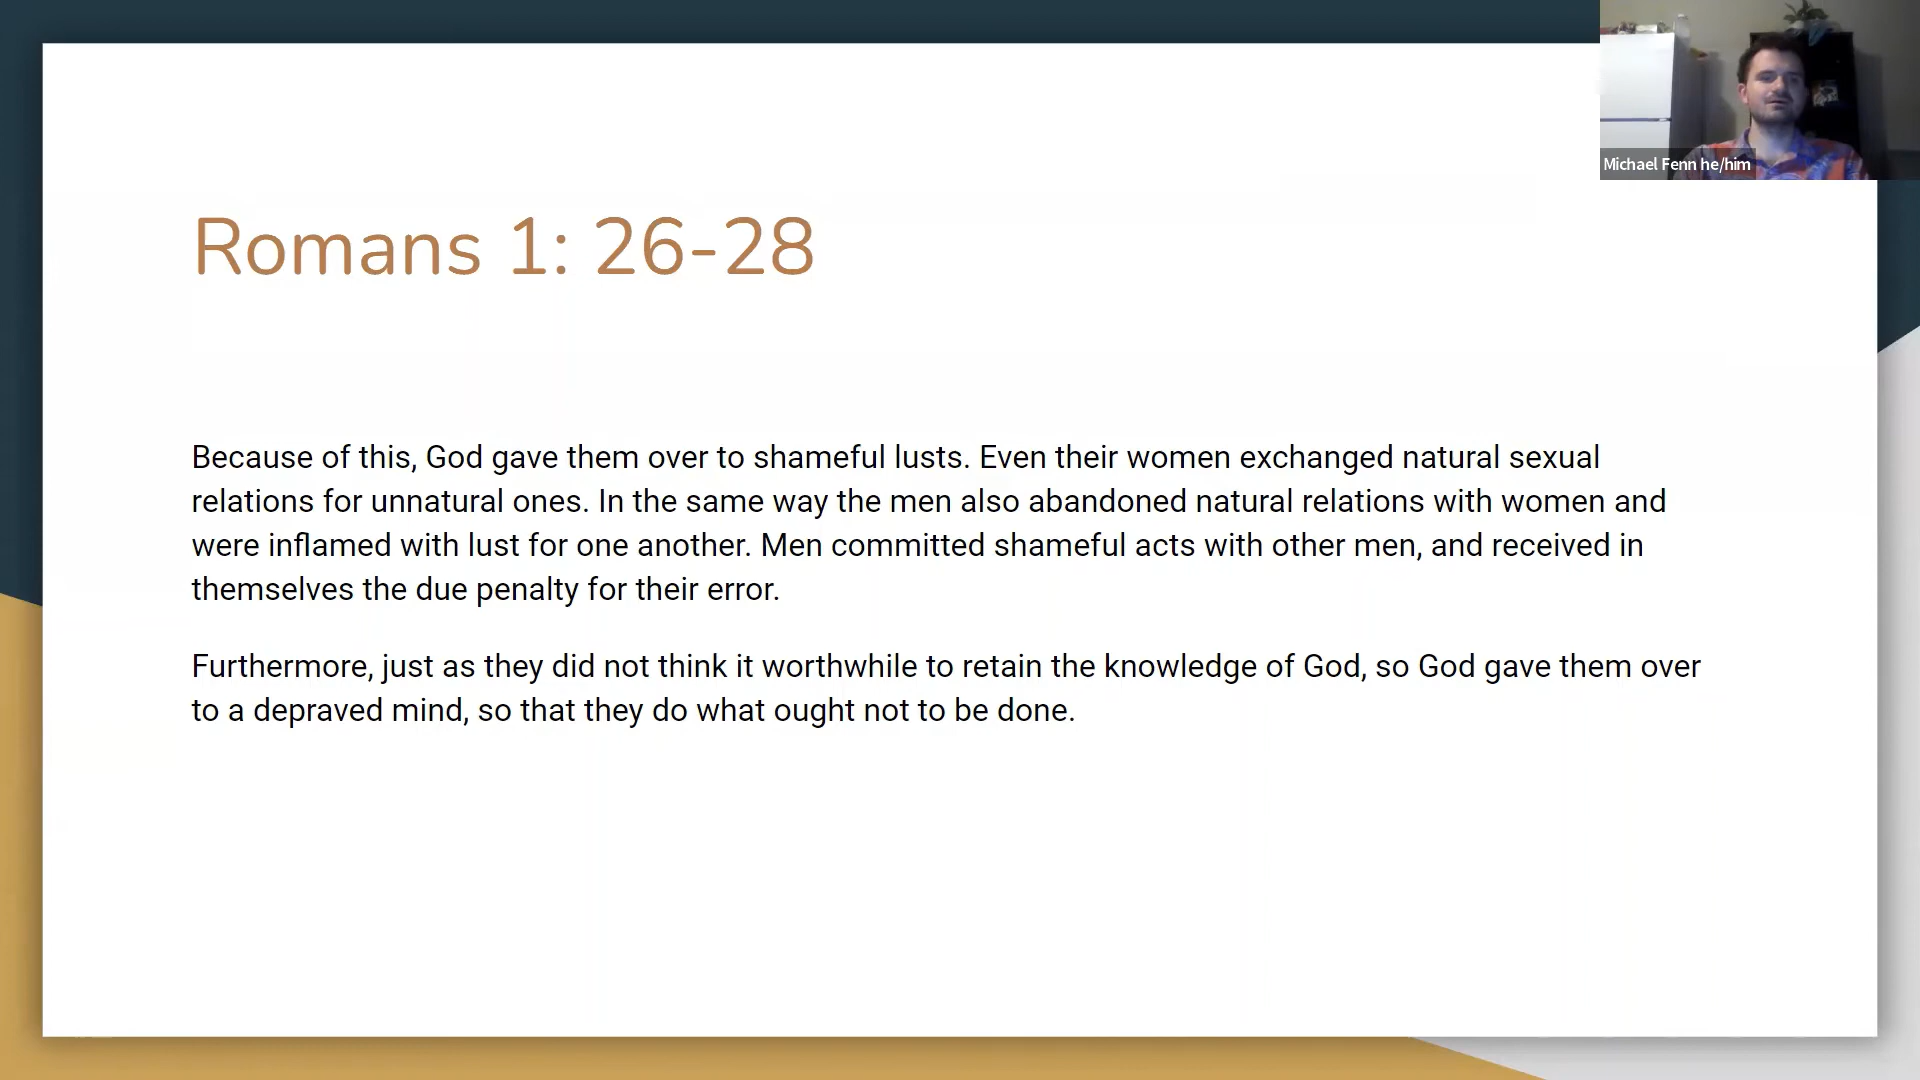 Michael Fenn he/him
Romans 1: 26-28
Because of this, God gave them over to shameful lusts. Even their women exchanged natural sexual
relations for unnatural ones. In the same way the men also abandoned natural relations with women and
were inflamed with lust for one another. Men committed shameful acts with other men, and received in
themselves the due penalty for their error.
Furthermore, just as they did not think it worthwhile to retain the knowledge of God, so God gave them over
to a depraved mind, so that they do what ought not to be done.